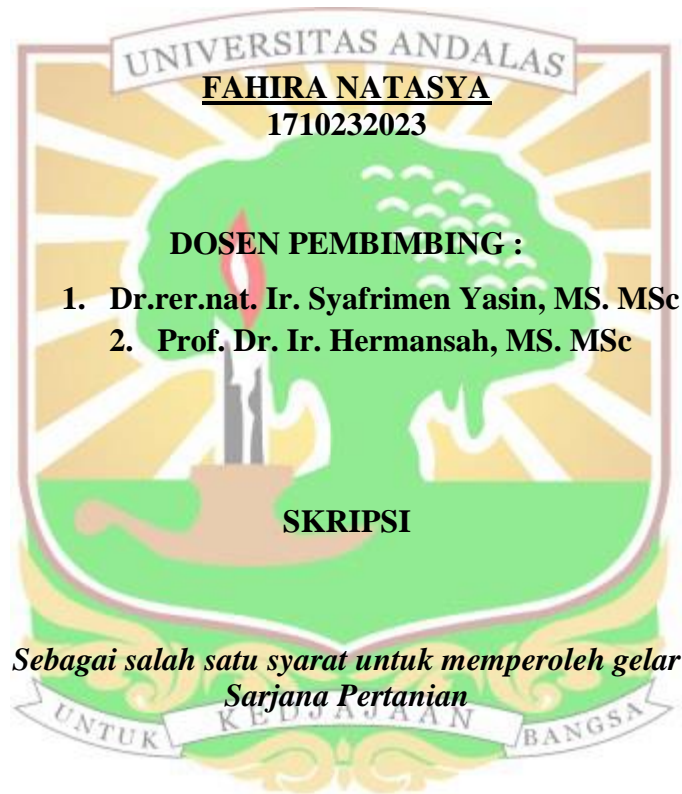 UNIVERSITAS ANDALAS
FAHIRA NATASYA
1710232023
DOSEN PEMBIMBING :
1. Dr.rer.nat. Ir. Syafrimen Yasin, MS. MSc
2. Prof. Dr. Ir. Hermansah, MS. MSc
SKRIPSI
Sebagai salah satu syarat untuk memperoleh gelar
Sarjana Pertanian
UNTUK KEDJAJAAN BANGSA